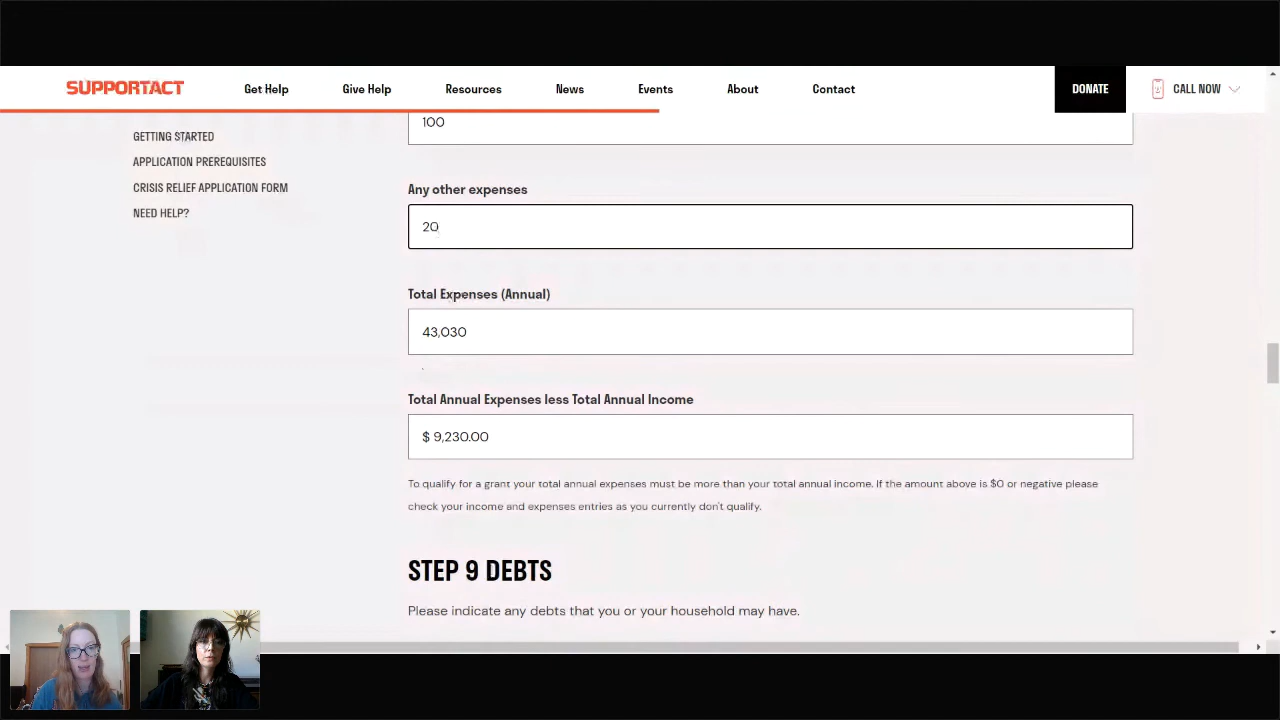 SUPPORTACT
Get Help Give Help Resources News Events About Contact DONATE CALL NOW
GETTING STARTED
APPLICATION PREREQUISITES
CRISIS RELIEF APPLICATION FORM
NEED HELP?
100
Any other expenses
20
Total Expenses (Annual)
43,030
Total Annual Expenses less Total Annual Income
$ 9,230.00
To qualify for a grant your total annual expenses must be more than your total annual income. If the amount above is $0 or negative please
check your income and expenses entries as you currently don't qualify.
STEP 9 DEBTS
Please indicate any debts that you or your household may have.